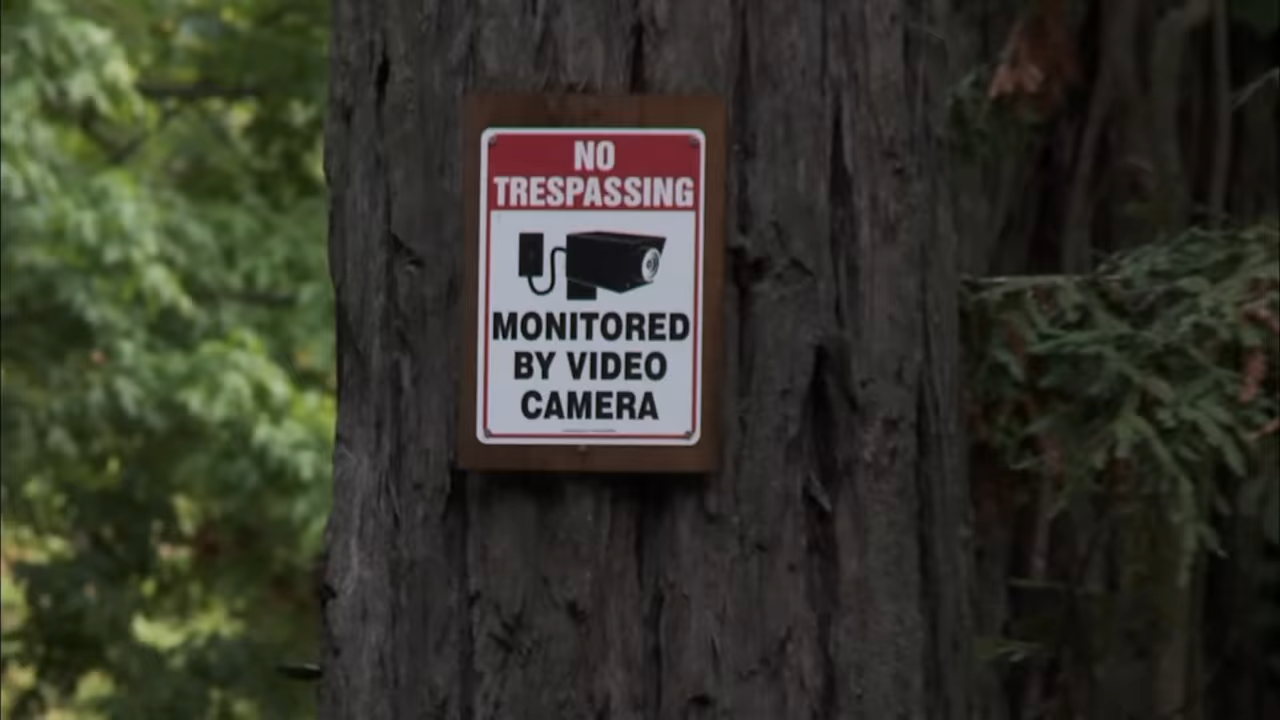 NO
TRESPASSING
MONITORED
BY VIDEO
CAMERA